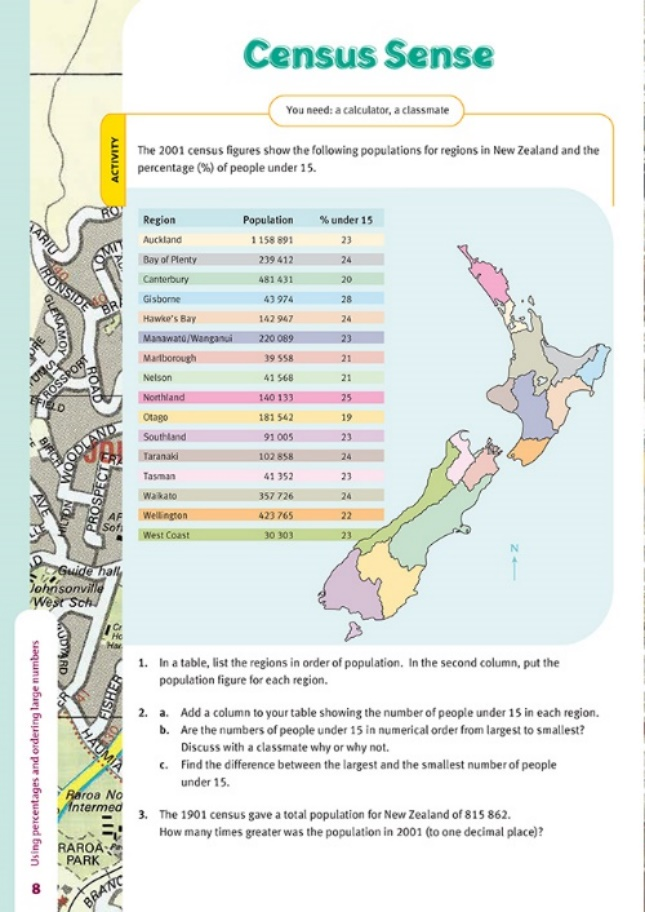 Census Sense
You need: a calculator, a classmate
ACTIVITY
The 2001 census figures show the following populations for regions in New Zealand and the
percentage (%) of people under 15.
Region Population % under 15
Auckland 1 158 891 23
Bay of Plenty 239 412 24
Canterbury 481 431 20
Gisborne 43 974 28
Hawke's Bay 142 947 24
Manawatū/Wanganui 220 089 23
Marlborough 39 558 21
Nelson 41 568 21
Northland 140 133 25
Otago 181 542 19
Southland 91 005 23
Taranaki 102 858 24
Tasman 41 352 23
Waikato 357 726 24
Wellington 423 765 22
West Coast 30 303 23
N
1. In a table, list the regions in order of population. In the second column, put the
population figure for each region.
2. a. Add a column to your table showing the number of people under 15 in each region.
b. Are the numbers of people under 15 in numerical order from largest to smallest?
Discuss with a classmate why or why not.
c. Find the difference between the largest and the smallest number of people
under 15.
3. The 1901 census gave a total population for New Zealand of 815 862.
How many times greater was the population in 2001 (to one decimal place)?
Using percentages and ordering large numbers
8
IRONSIDE
GLENAMOY
ROAD
WOODLAND
PROSPECT
HILTON
AVE
Guide hall
Johnsonville
West Sch
FISHER
Raroa No
Intermed
RAROA
PARK